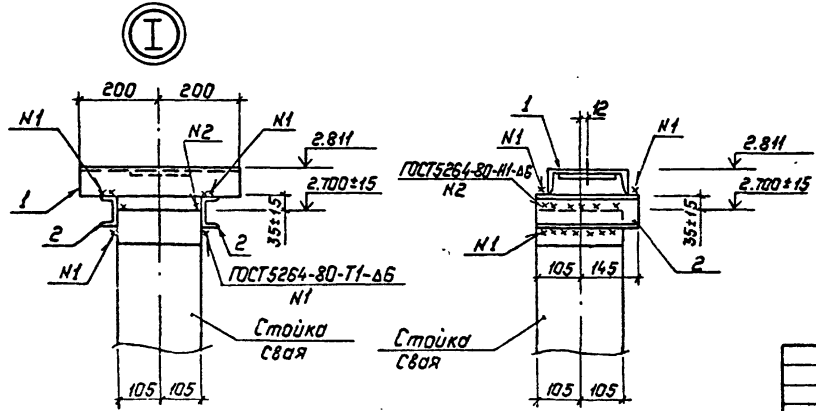 I
200 200
N1
N2
N1
2.811
2.700±15
1
2
2
35±15
N1
ГОСТ5264-80-Т1-Δ6
N1
Стойка
свая
105 105
12
1
N1
N1
2.811
ГОСТ5264-80-Н1-Δ6
N2
2.700±15
35±15
N1
105 145
2
Стойка
свая
105 105